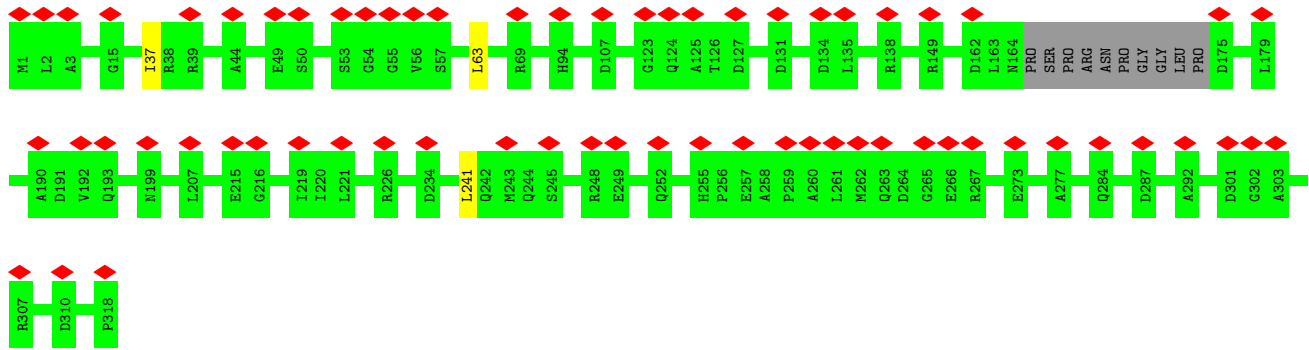 M1 L2 A3 G15 I37 R38 R39 A44 E49 S50 S53 G54 G55 V56 S57 L63 R69 H94 D107 G123 Q124 A125 T126 D127 D131 D134 L135 R138 R149 D162 L163 N164 PRO SER PRO ARG ASN PRO GLY GLY LEU PRO D175 L179
A190 D191 V192 Q193 N199 L207 E215 G216 I219 I220 L221 R226 D234 L241 Q242 M243 Q244 S245 R248 E249 Q252 H255 P256 E257 A258 P259 A260 L261 M262 Q263 D264 G265 E266 R267 E273 A277 Q284 D287 A292 D301 G302 A303
R307 D310 P318